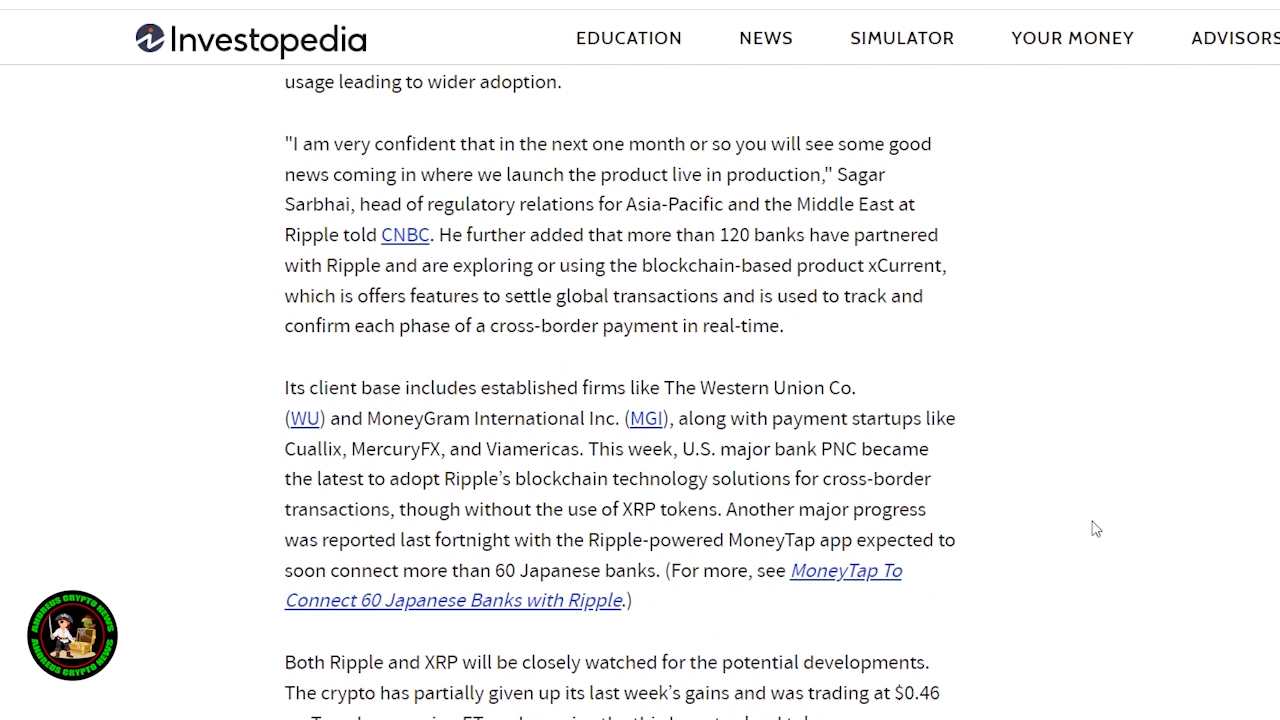 Investopedia
EDUCATION NEWS SIMULATOR YOUR MONEY ADVISORS
usage leading to wider adoption.
"I am very confident that in the next one month or so you will see some good
news coming in where we launch the product live in production," Sagar
Sarbhai, head of regulatory relations for Asia-Pacific and the Middle East at
Ripple told CNBC. He further added that more than 120 banks have partnered
with Ripple and are exploring or using the blockchain-based product xCurrent,
which is offers features to settle global transactions and is used to track and
confirm each phase of a cross-border payment in real-time.
Its client base includes established firms like The Western Union Co.
(WU) and MoneyGram International Inc. (MGI), along with payment startups like
Cuallix, MercuryFX, and Viamericas. This week, U.S. major bank PNC became
the latest to adopt Ripple’s blockchain technology solutions for cross-border
transactions, though without the use of XRP tokens. Another major progress
was reported last fortnight with the Ripple-powered MoneyTap app expected to
soon connect more than 60 Japanese banks. (For more, see MoneyTap To
Connect 60 Japanese Banks with Ripple.)
ANDREUS CRYPTO NEWS
ANDREUS CRYPTO NEWS
Both Ripple and XRP will be closely watched for the potential developments.
The crypto has partially given up its last week’s gains and was trading at $0.46